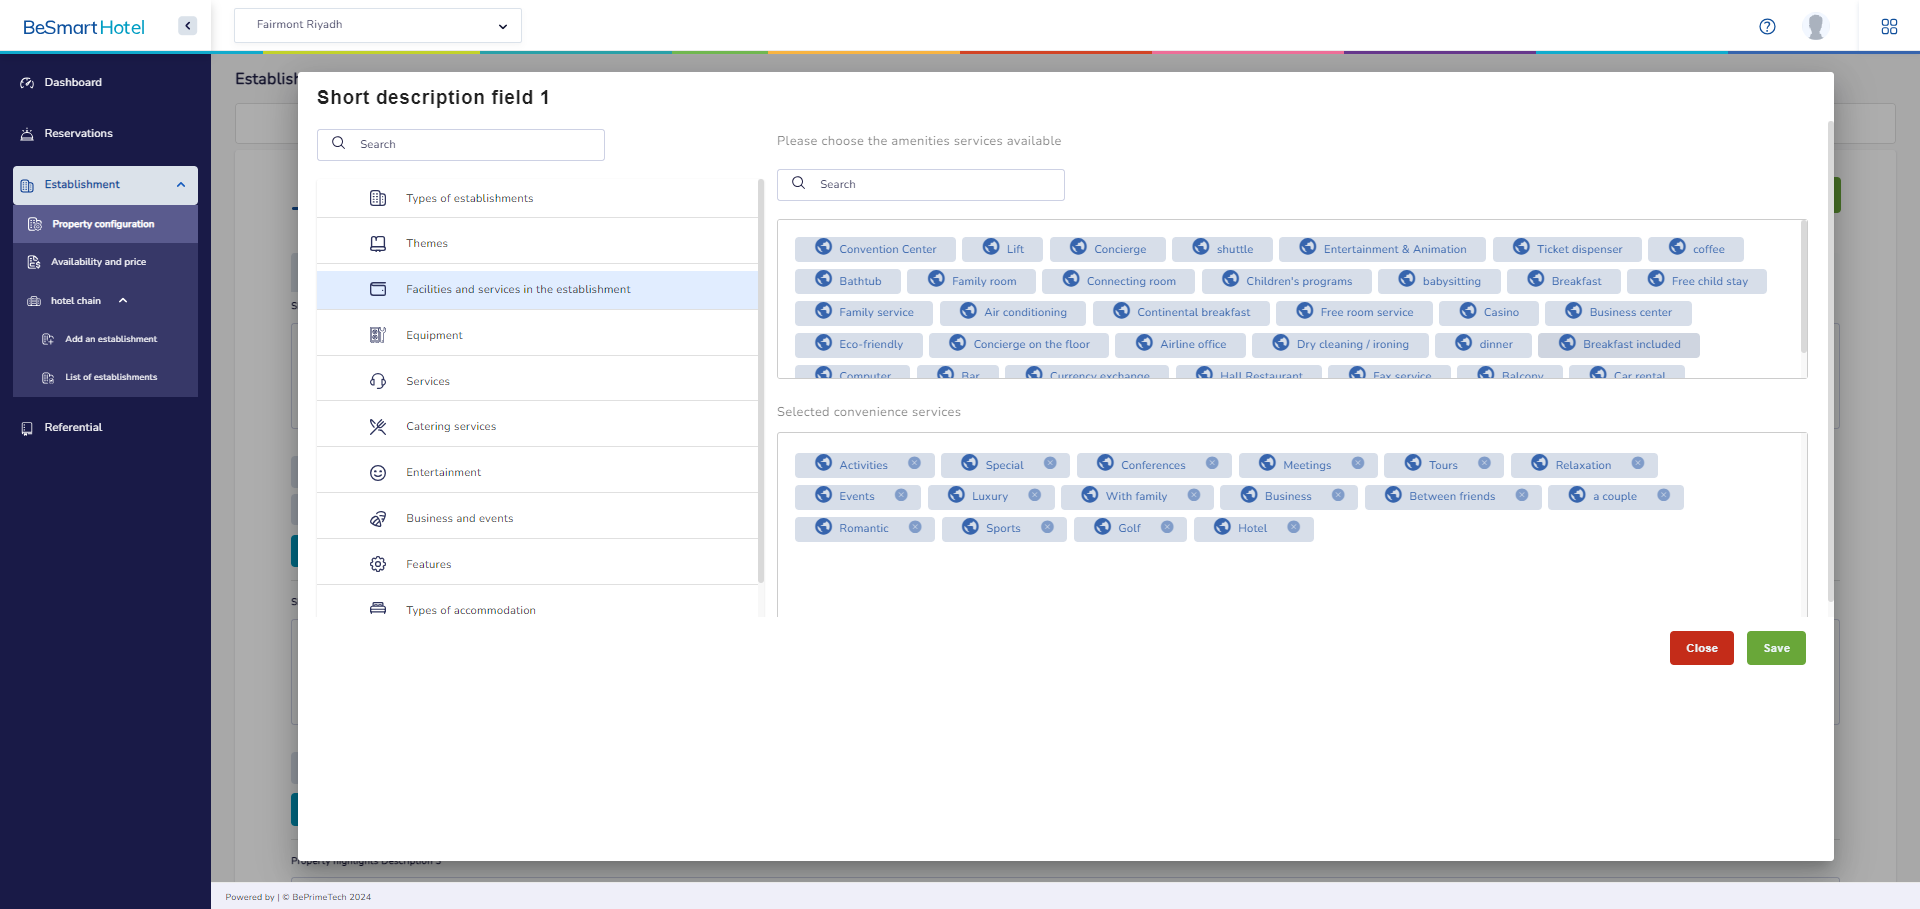 BeSmartHotel
Fairmont Riyadh
Dashboard
Reservations
Establishment
Property configuration
Availability and price
hotel chain
Add an establishment
List of establishments
Referential
Short description field 1
Search
Types of establishments
Themes
Facilities and services in the establishment
Equipment
Services
Catering services
Entertainment
Business and events
Features
Types of accommodation
Please choose the amenities services available
Search
Convention Center Lift Concierge shuttle Entertainment & Animation Ticket dispenser coffee
Bathtub Family room Connecting room Children's programs babysitting Breakfast Free child stay
Family service Air conditioning Continental breakfast Free room service Casino Business center
Eco-friendly Concierge on the floor Airline office Dry cleaning / ironing dinner Breakfast included
Computer Bar Currency exchange Hall Restaurant Fax service Balcony Car rental
Selected convenience services
Activities Special Conferences Meetings Tours Relaxation
Events Luxury With family Business Between friends a couple
Romantic Sports Golf Hotel
Close Save
Powered by | © BePrimeTech 2024